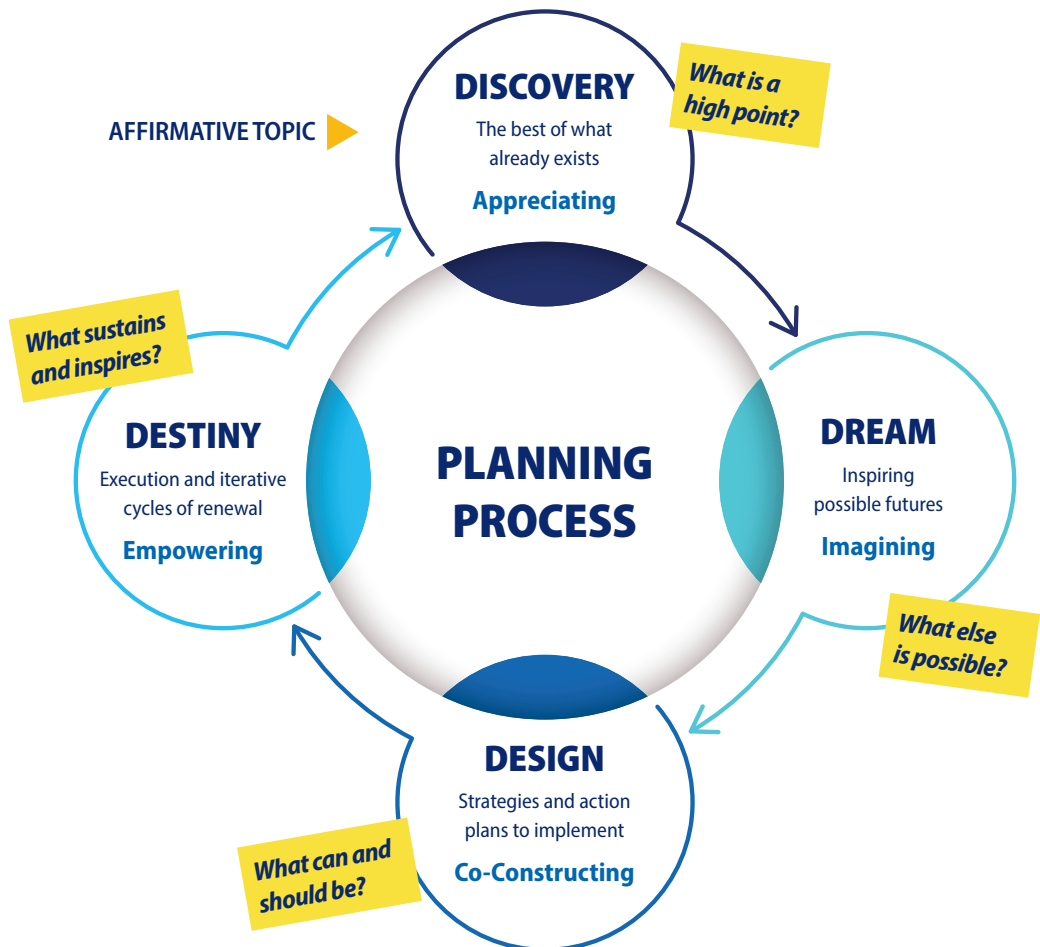 AFFIRMATIVE TOPIC
DISCOVERY
The best of what
already exists
Appreciating
What is a
high point?
DREAM
Inspiring
possible futures
Imagining
What else
is possible?
DESIGN
Strategies and action
plans to implement
Co-Constructing
What can and
should be?
DESTINY
Execution and iterative
cycles of renewal
Empowering
What sustains
and inspires?
PLANNING
PROCESS